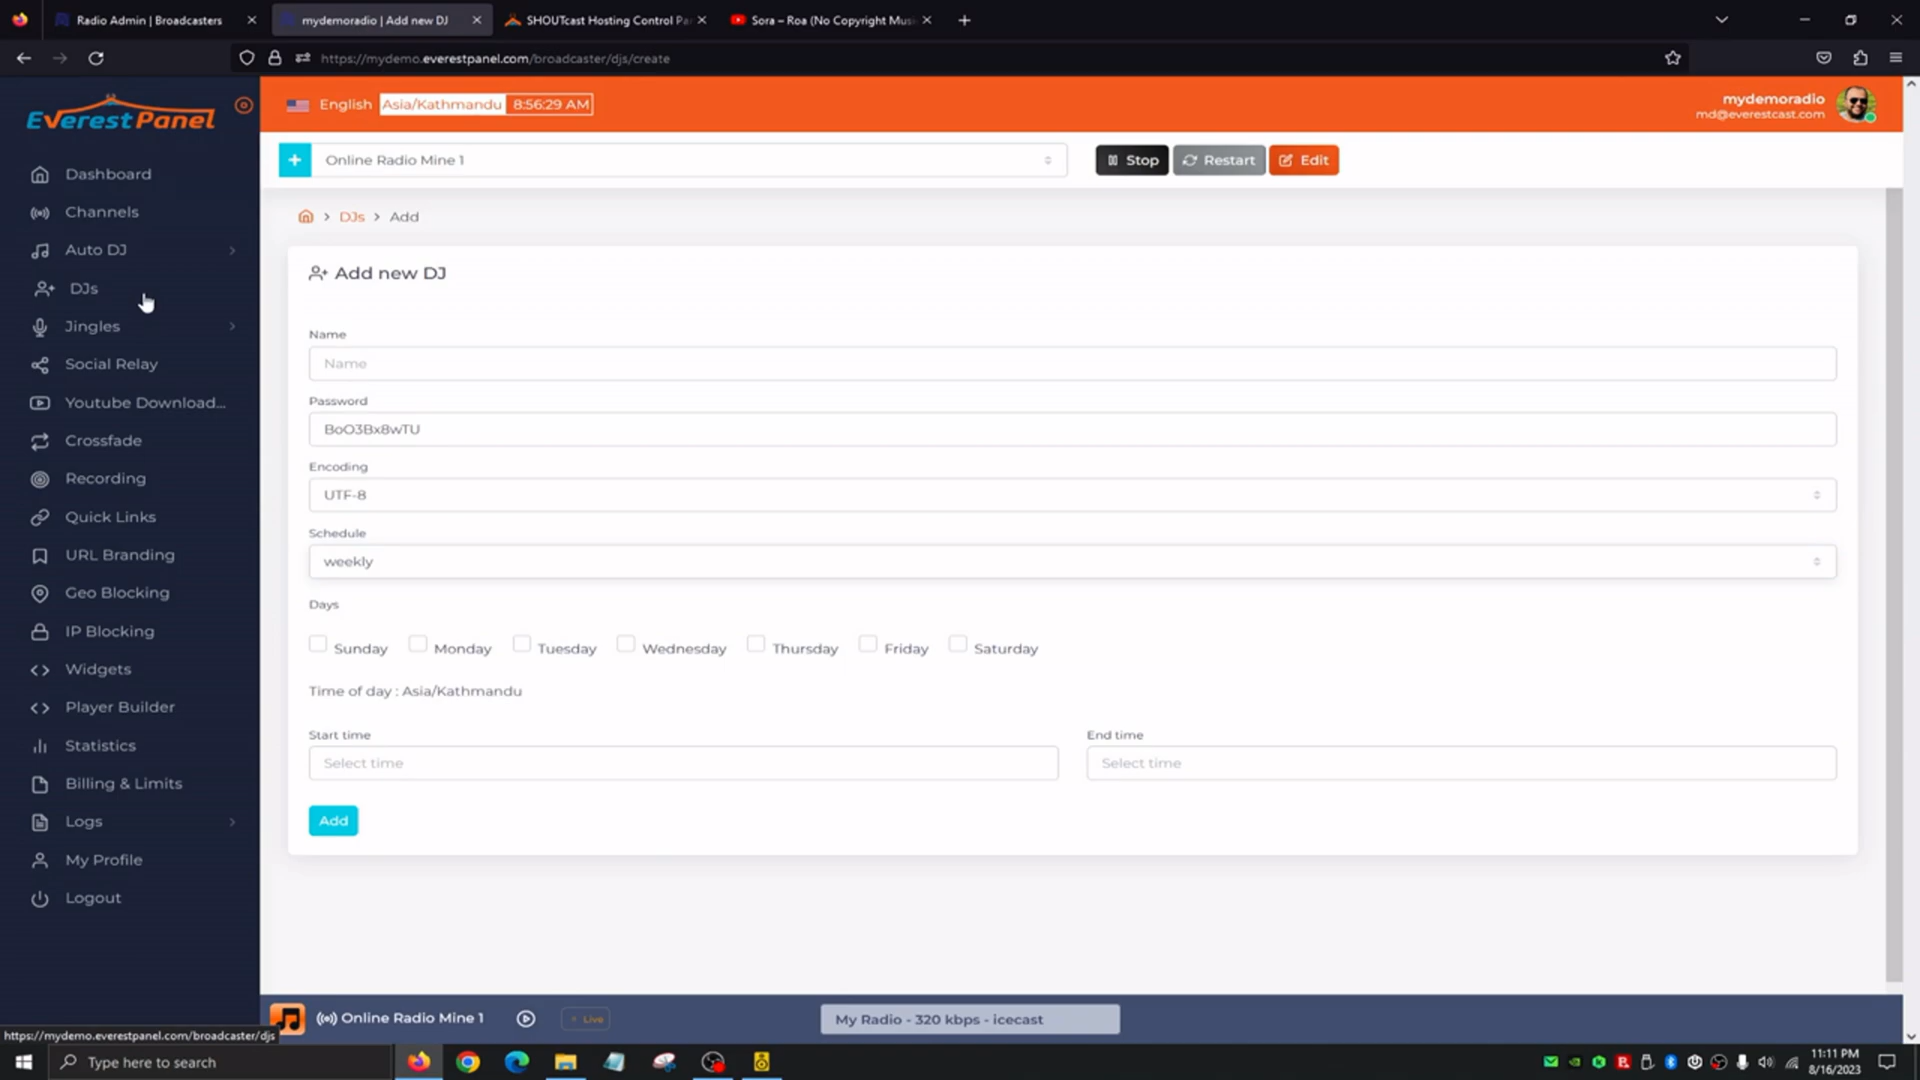 Radio Admin | Broadcasters
mydemoradio | Add new DJ
SHOUTcast Hosting Control Pa
Sora – Roa (No Copyright Musi
https://mydemo.everestpanel.com/broadcaster/djs/create
EverestPanel
English
Asia/Kathmandu
8:56:29 AM
mydemoradio
md@everestcast.com
Online Radio Mine 1
Stop
Restart
Edit
Dashboard
Channels
Auto DJ
DJs
Jingles
Social Relay
Youtube Download...
Crossfade
Recording
Quick Links
URL Branding
Geo Blocking
IP Blocking
Widgets
Player Builder
Statistics
Billing & Limits
Logs
My Profile
Logout
DJs > Add
Add new DJ
Name
Name
Password
BoO3Bx8wTU
Encoding
UTF-8
Schedule
weekly
Days
Sunday Monday Tuesday Wednesday Thursday Friday Saturday
Time of day : Asia/Kathmandu
Start time
Select time
End time
Select time
Add
Online Radio Mine 1
Live
My Radio - 320 kbps - icecast
https://mydemo.everestpanel.com/broadcaster/djs
Type here to search
11:11 PM
8/16/2023